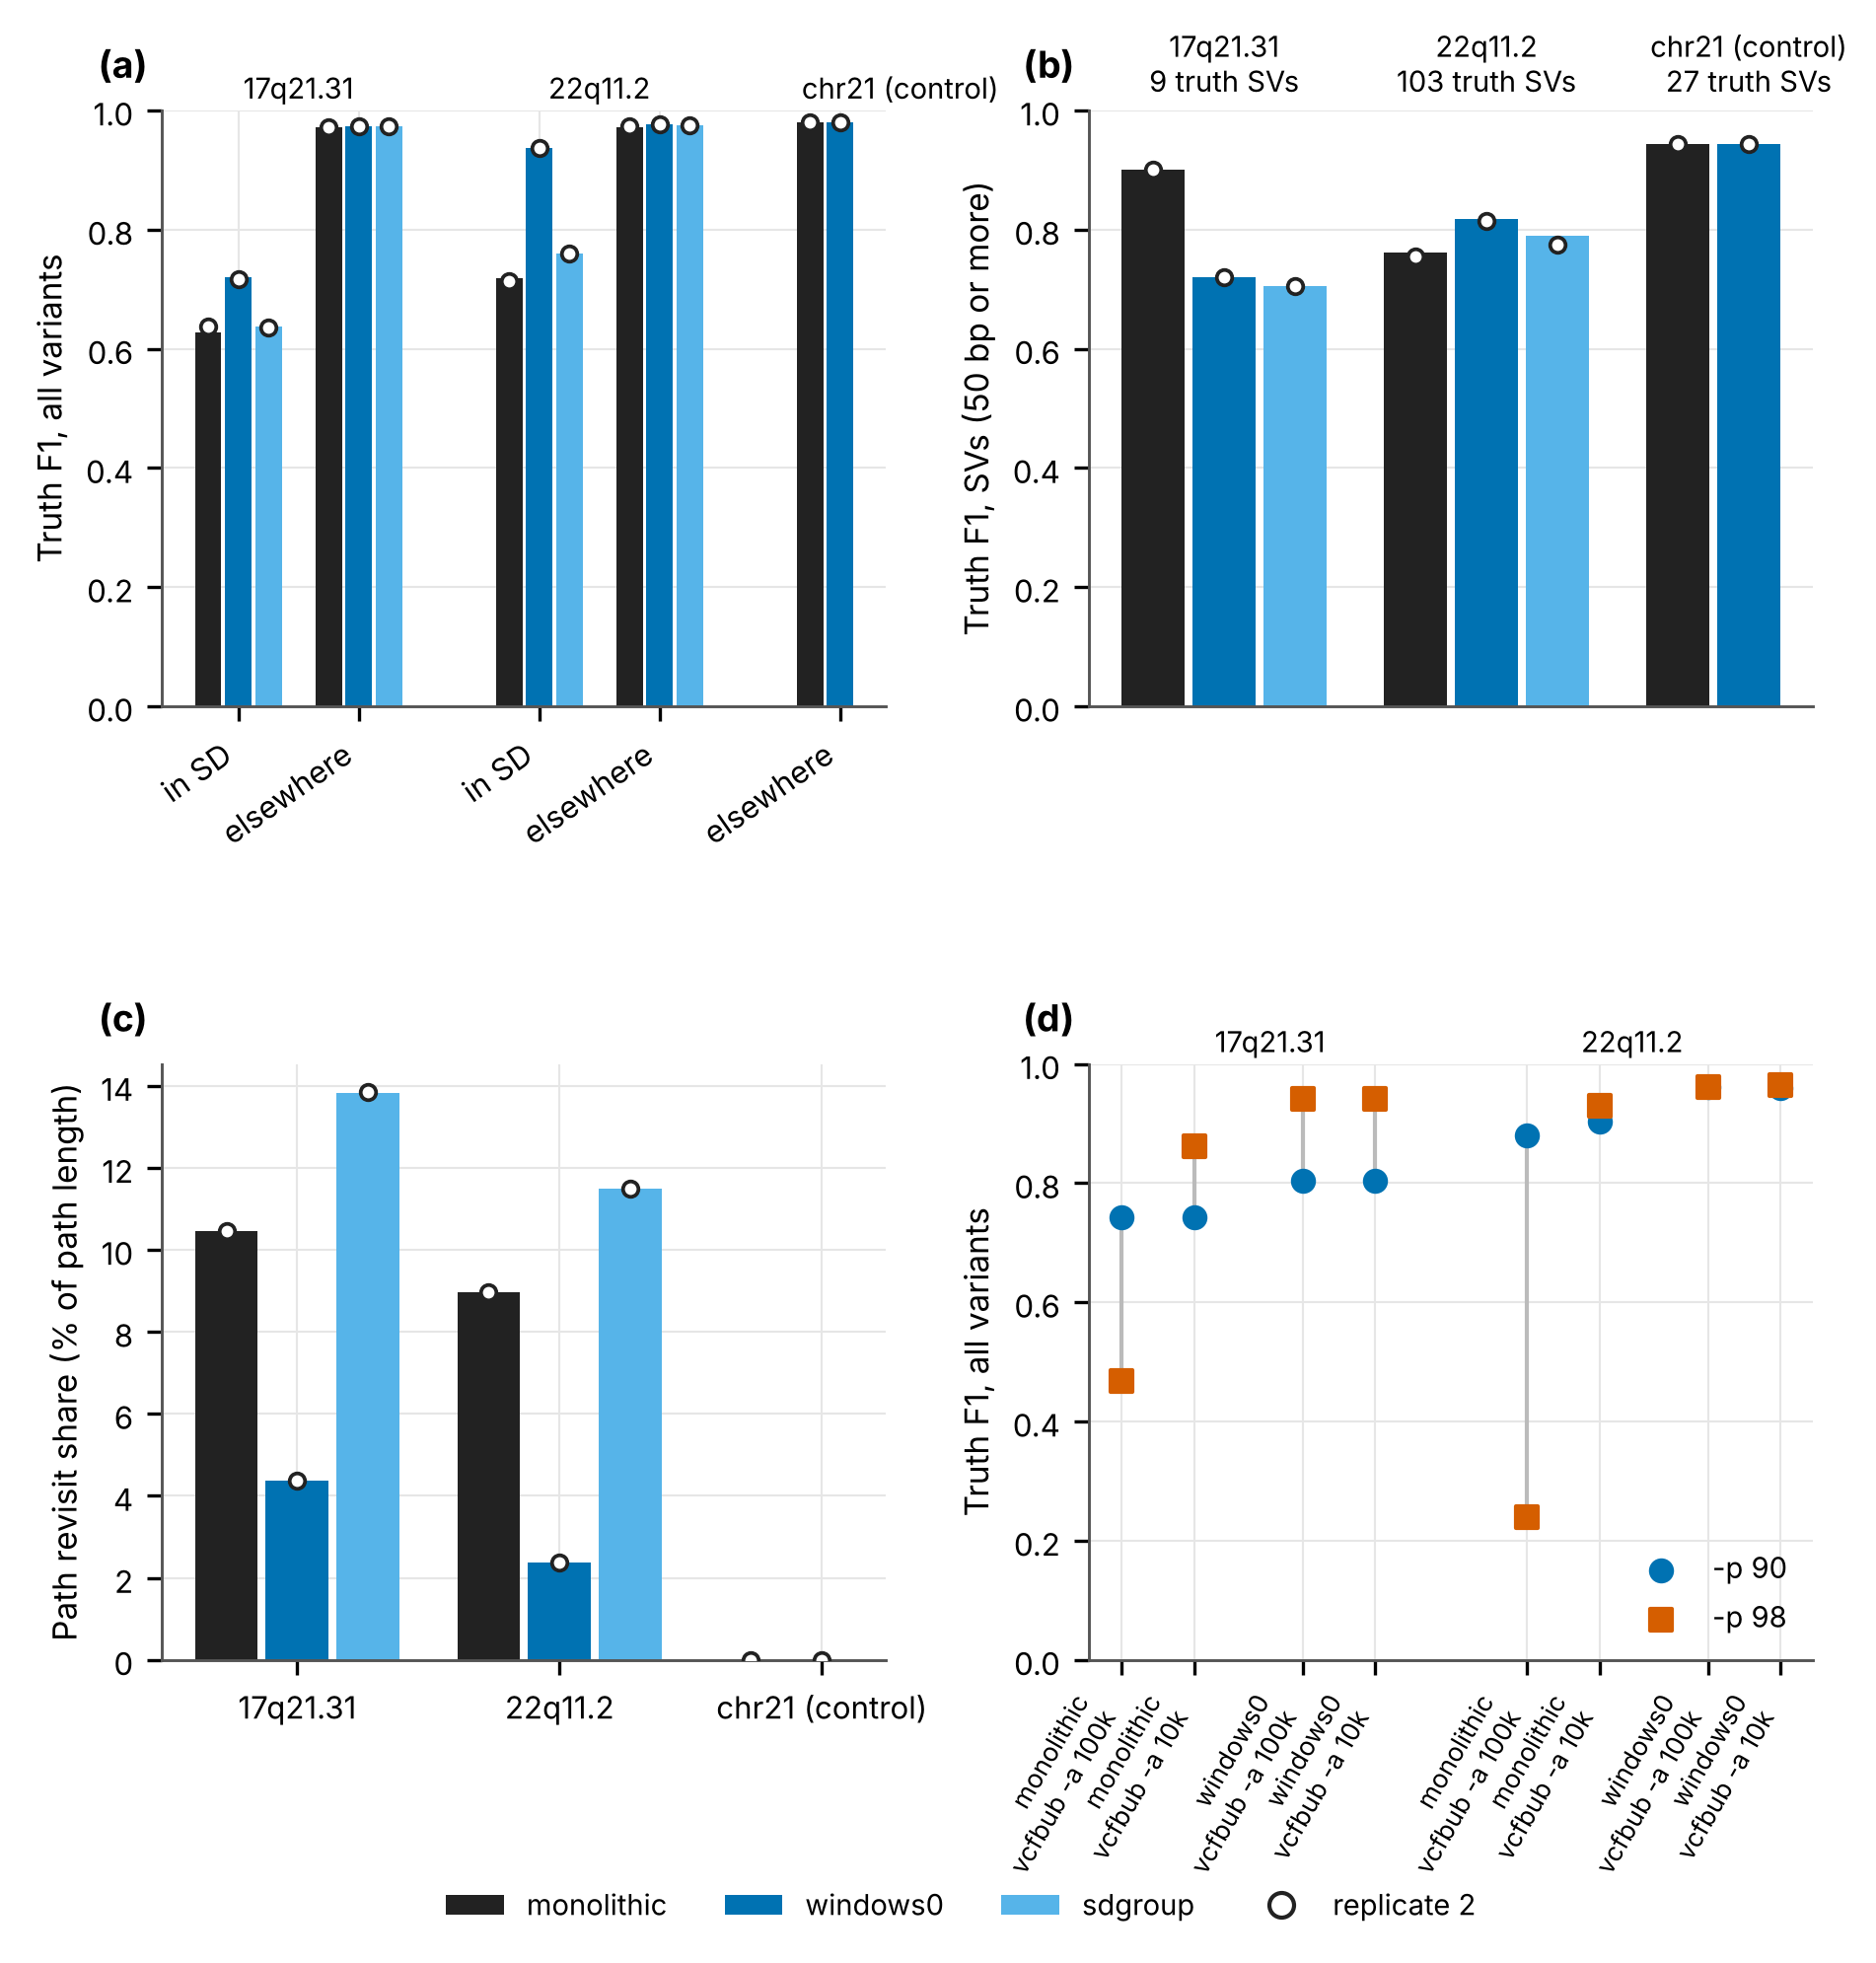 (a)
17q21.31
22q11.2
chr21 (control)
Truth F1, all variants
1.0
0.8
0.6
0.4
0.2
0.0
in SD
elsewhere
in SD
elsewhere
elsewhere
(b)
17q21.31
9 truth SVs
22q11.2
103 truth SVs
chr21 (control)
27 truth SVs
Truth F1, SVs (50 bp or more)
1.0
0.8
0.6
0.4
0.2
0.0
(c)
Path revisit share (% of path length)
14
12
10
8
6
4
2
0
17q21.31
22q11.2
chr21 (control)
(d)
17q21.31
22q11.2
Truth F1, all variants
1.0
0.8
0.6
0.4
0.2
0.0
-p 90
-p 98
monolithic
vcfbub -a 100k
monolithic
vcfbub -a 10k
windows0
vcfbub -a 100k
windows0
vcfbub -a 10k
monolithic
vcfbub -a 100k
monolithic
vcfbub -a 10k
windows0
vcfbub -a 100k
windows0
vcfbub -a 10k
monolithic
windows0
sdgroup
replicate 2